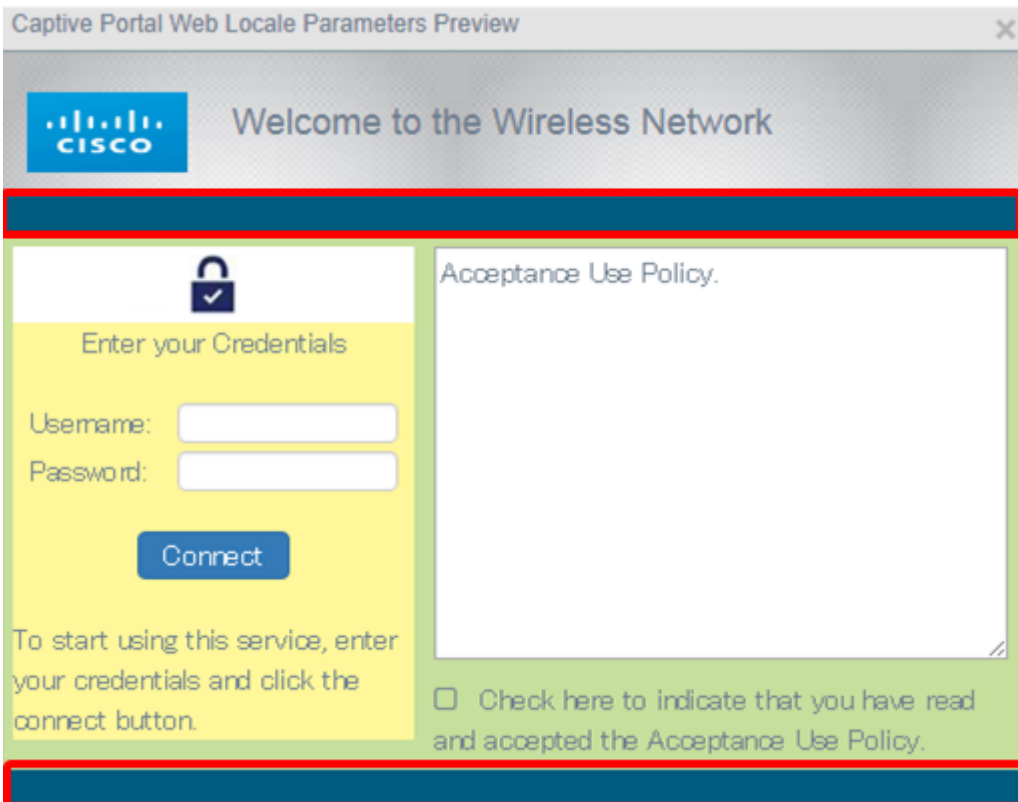 Captive Portal Web Locale Parameters Preview
CISCO
Welcome to the Wireless Network
Enter your Credentials
Username:
Password:
Connect
To start using this service, enter
your credentials and click the
connect button.
Acceptance Use Policy.
Check here to indicate that you have read
and accepted the Acceptance Use Policy.